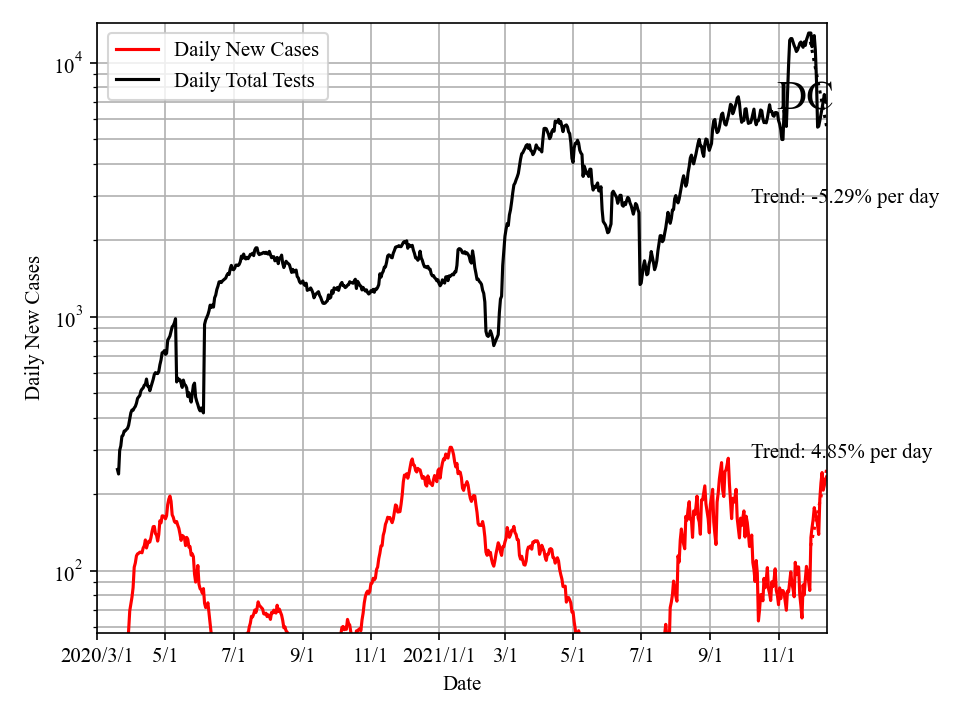 Daily New Cases
Daily Total Tests
10^4
DC
Trend: -5.29% per day
10^3
Daily New Cases
Trend: 4.85% per day
10^2
2020/3/1 5/1 7/1 9/1 11/1 2021/1/1 3/1 5/1 7/1 9/1 11/1
Date